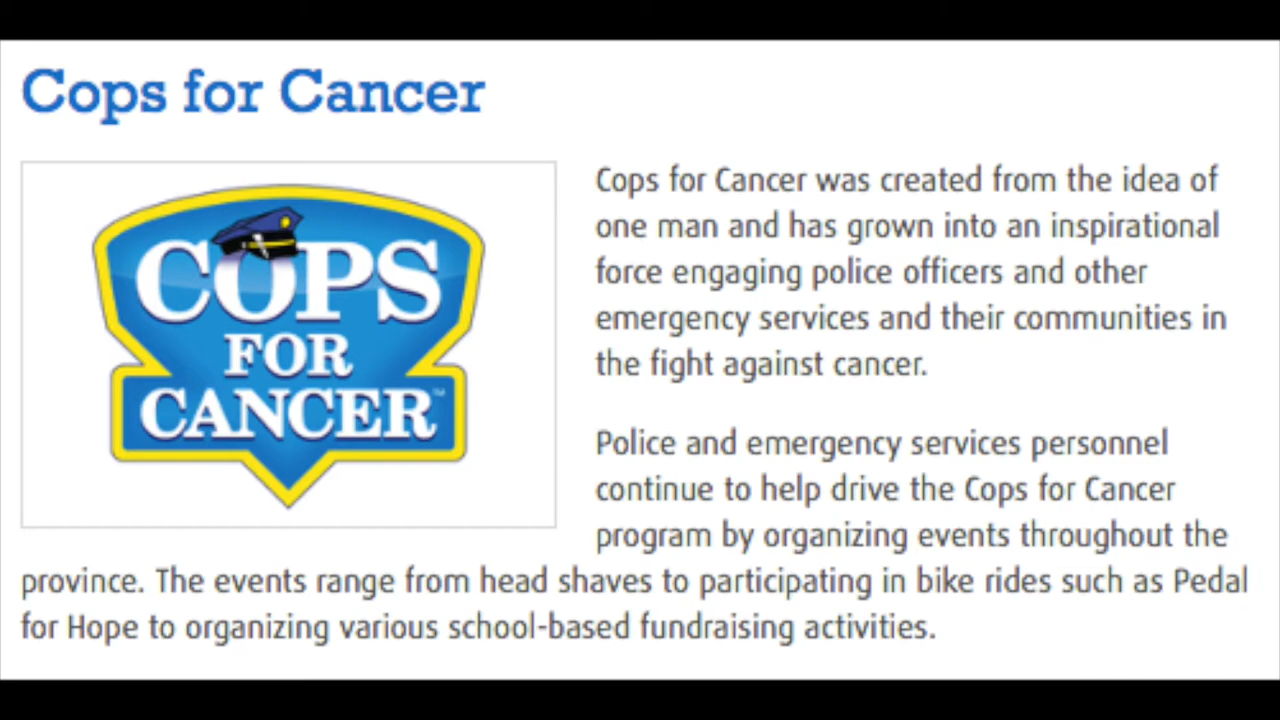 Cops for Cancer
COPS
FOR
CANCER™
Cops for Cancer was created from the idea of
one man and has grown into an inspirational
force engaging police officers and other
emergency services and their communities in
the fight against cancer.
Police and emergency services personnel
continue to help drive the Cops for Cancer
program by organizing events throughout the
province. The events range from head shaves to participating in bike rides such as Pedal
for Hope to organizing various school-based fundraising activities.